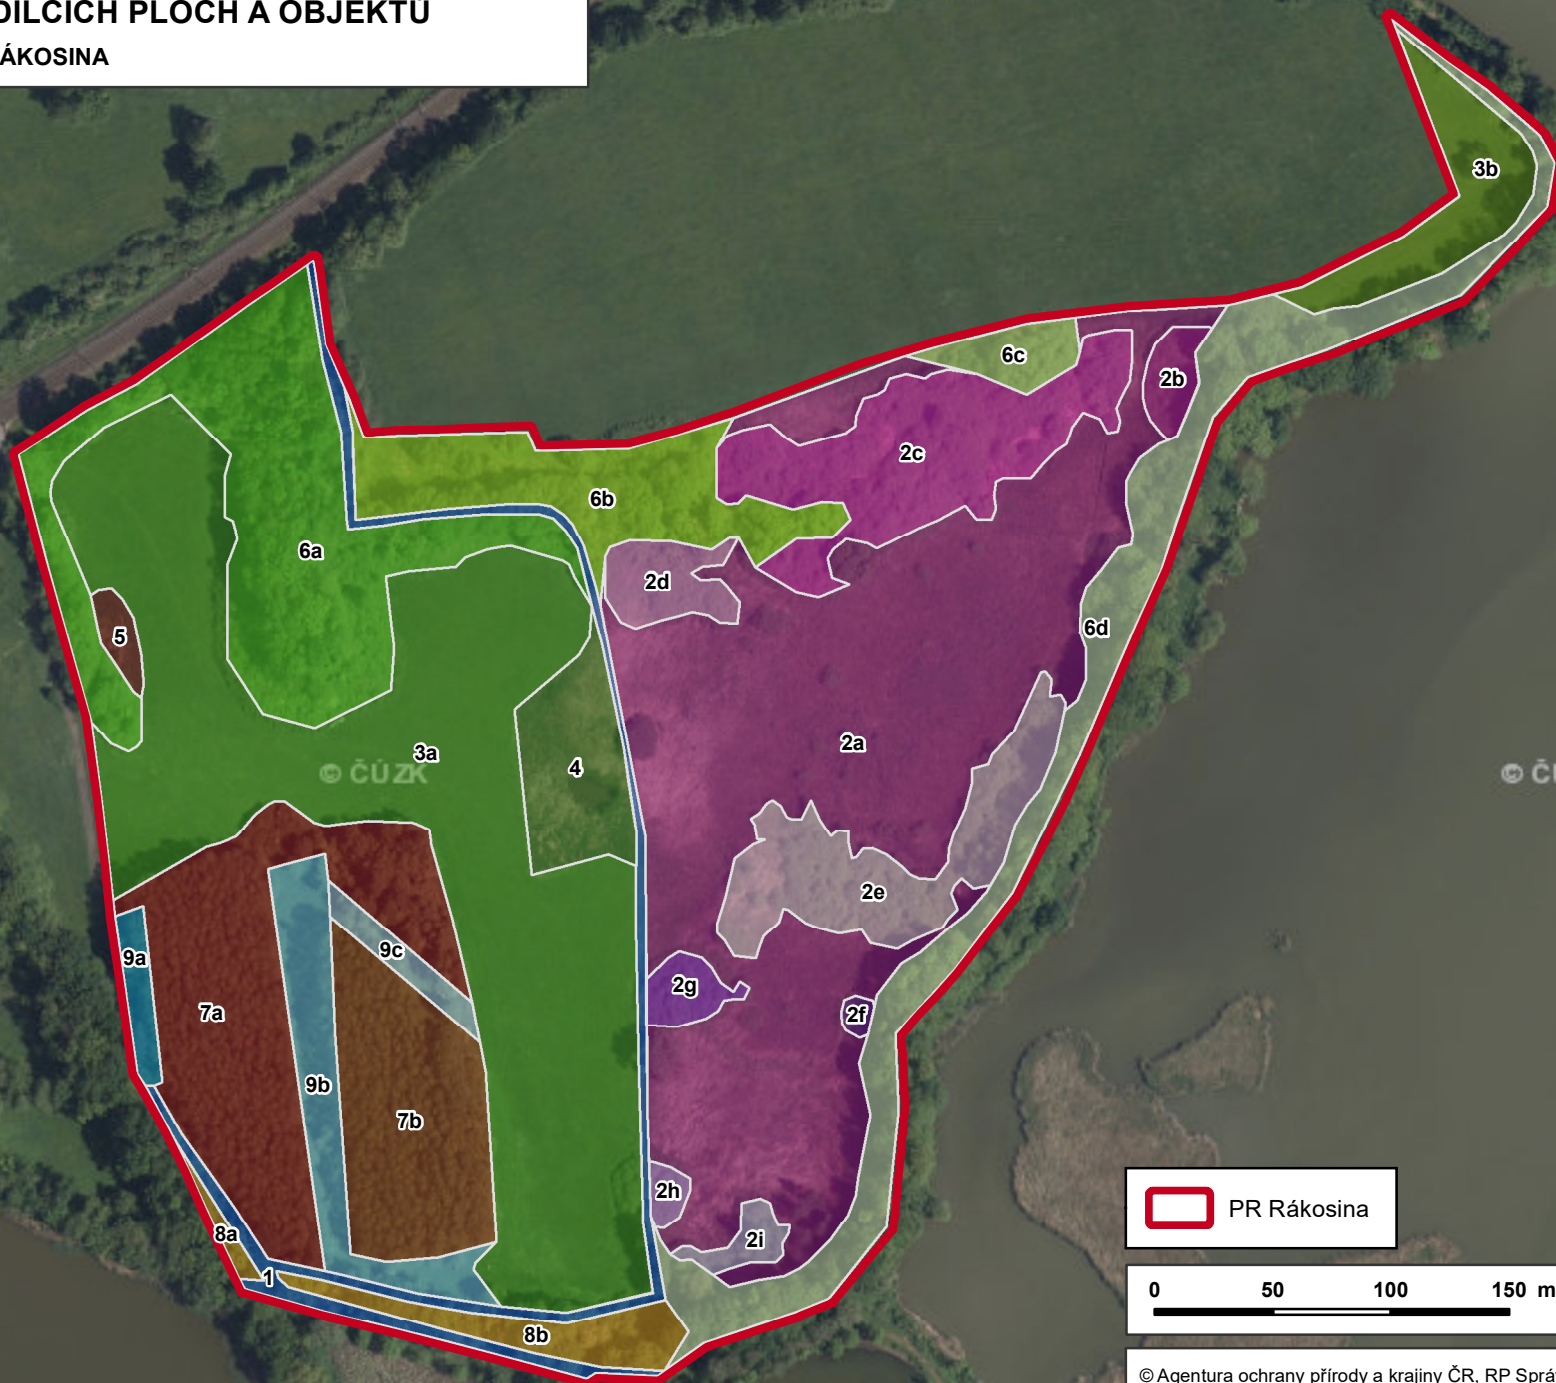 DÍLČÍCH PLOCH A OBJEKTŮ
ÁKOSINA
3b
6c
2b
2c
6b
6a
2d
5
6d
2a
3a
© ČÚZK
4
© ČÚ
2e
9c
9a
2g
7a
2f
9b
7b
2h
8a
2i
1
8b
PR Rákosina
0 50 100 150 m
© Agentura ochrany přírody a krajiny ČR, RP Sprá